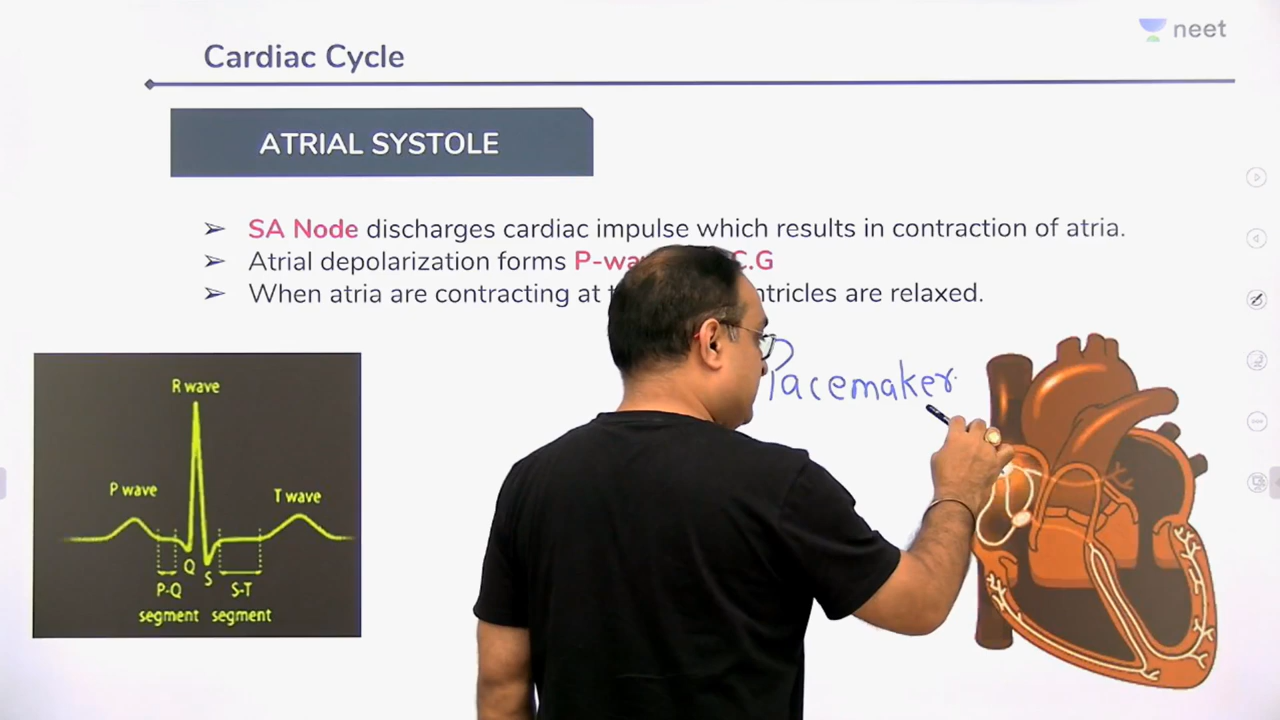 neet
Cardiac Cycle
ATRIAL SYSTOLE
SA Node discharges cardiac impulse which results in contraction of atria.
Atrial depolarization forms P-wa C.G
When atria are contracting at ntricles are relaxed.
Pacemaker
R wave
P wave
T wave
Q
S
P-Q
segment
S-T
segment